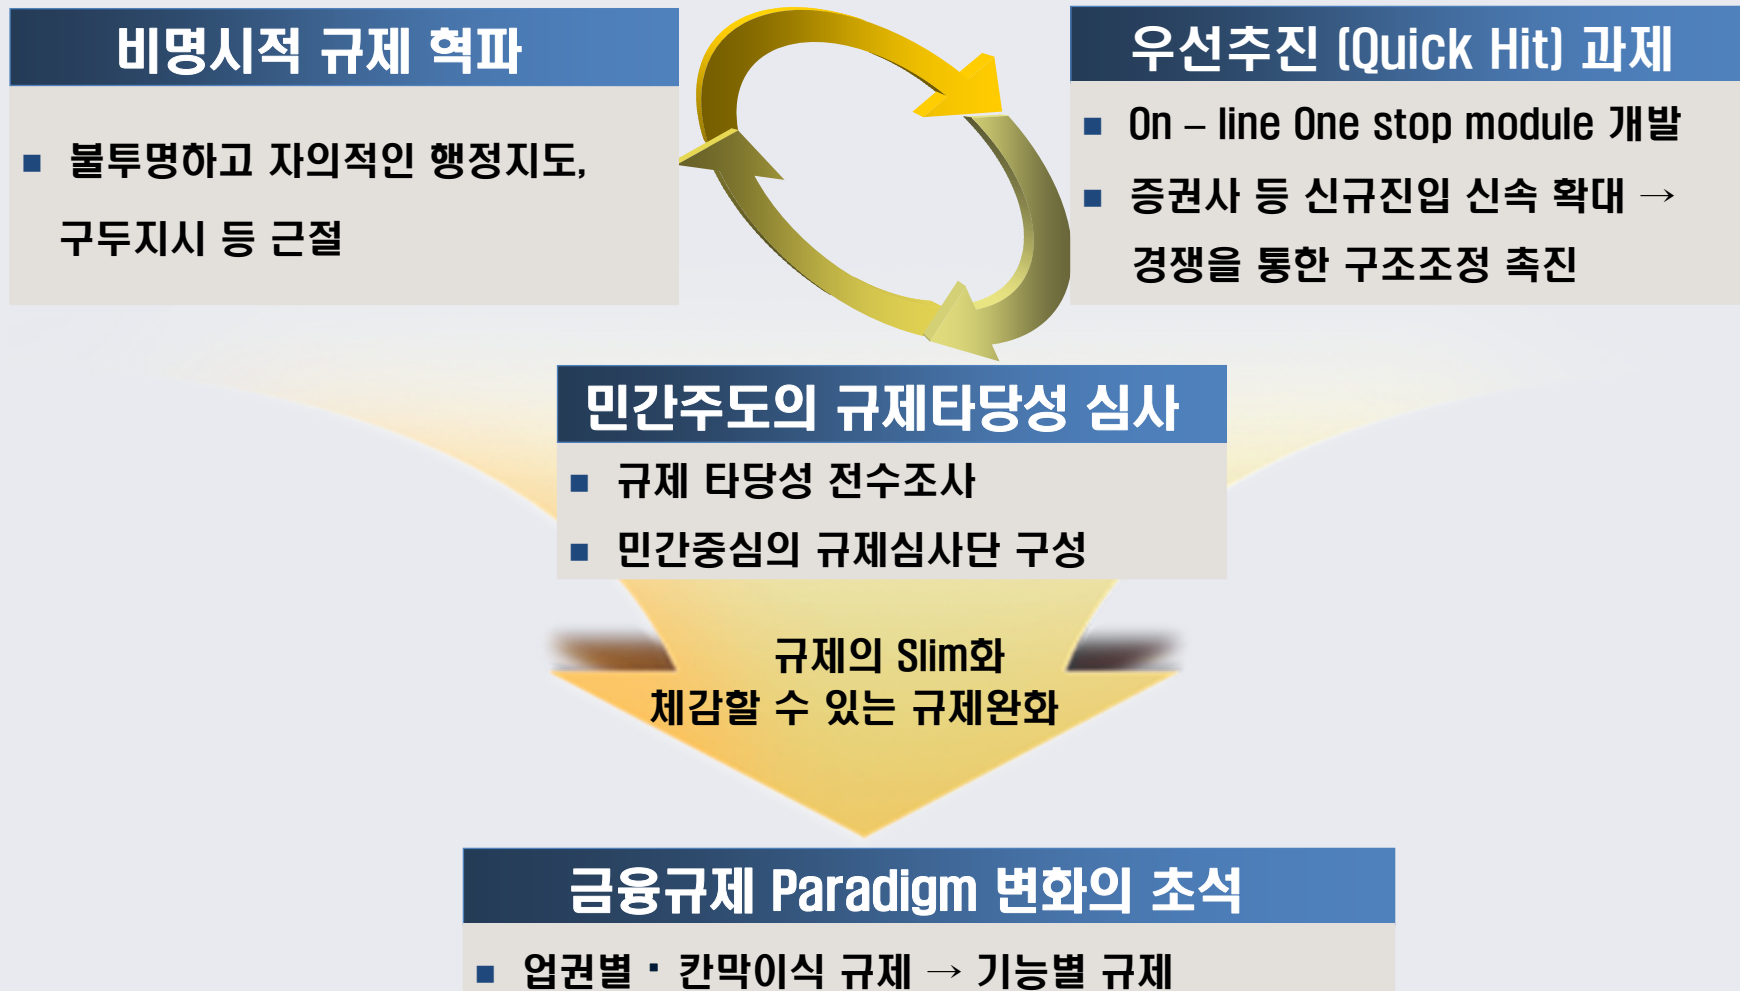 비명시적 규제 혁파
불투명하고 자의적인 행정지도,
구두지시 등 근절
우선추진 (Quick Hit) 과제
On – line One stop module 개발
증권사 등 신규진입 신속 확대 →
경쟁을 통한 구조조정 촉진
민간주도의 규제타당성 심사
규제 타당성 전수조사
민간중심의 규제심사단 구성
규제의 Slim화
체감할 수 있는 규제완화
금융규제 Paradigm 변화의 초석
업권별 · 칸막이식 규제 → 기능별 규제